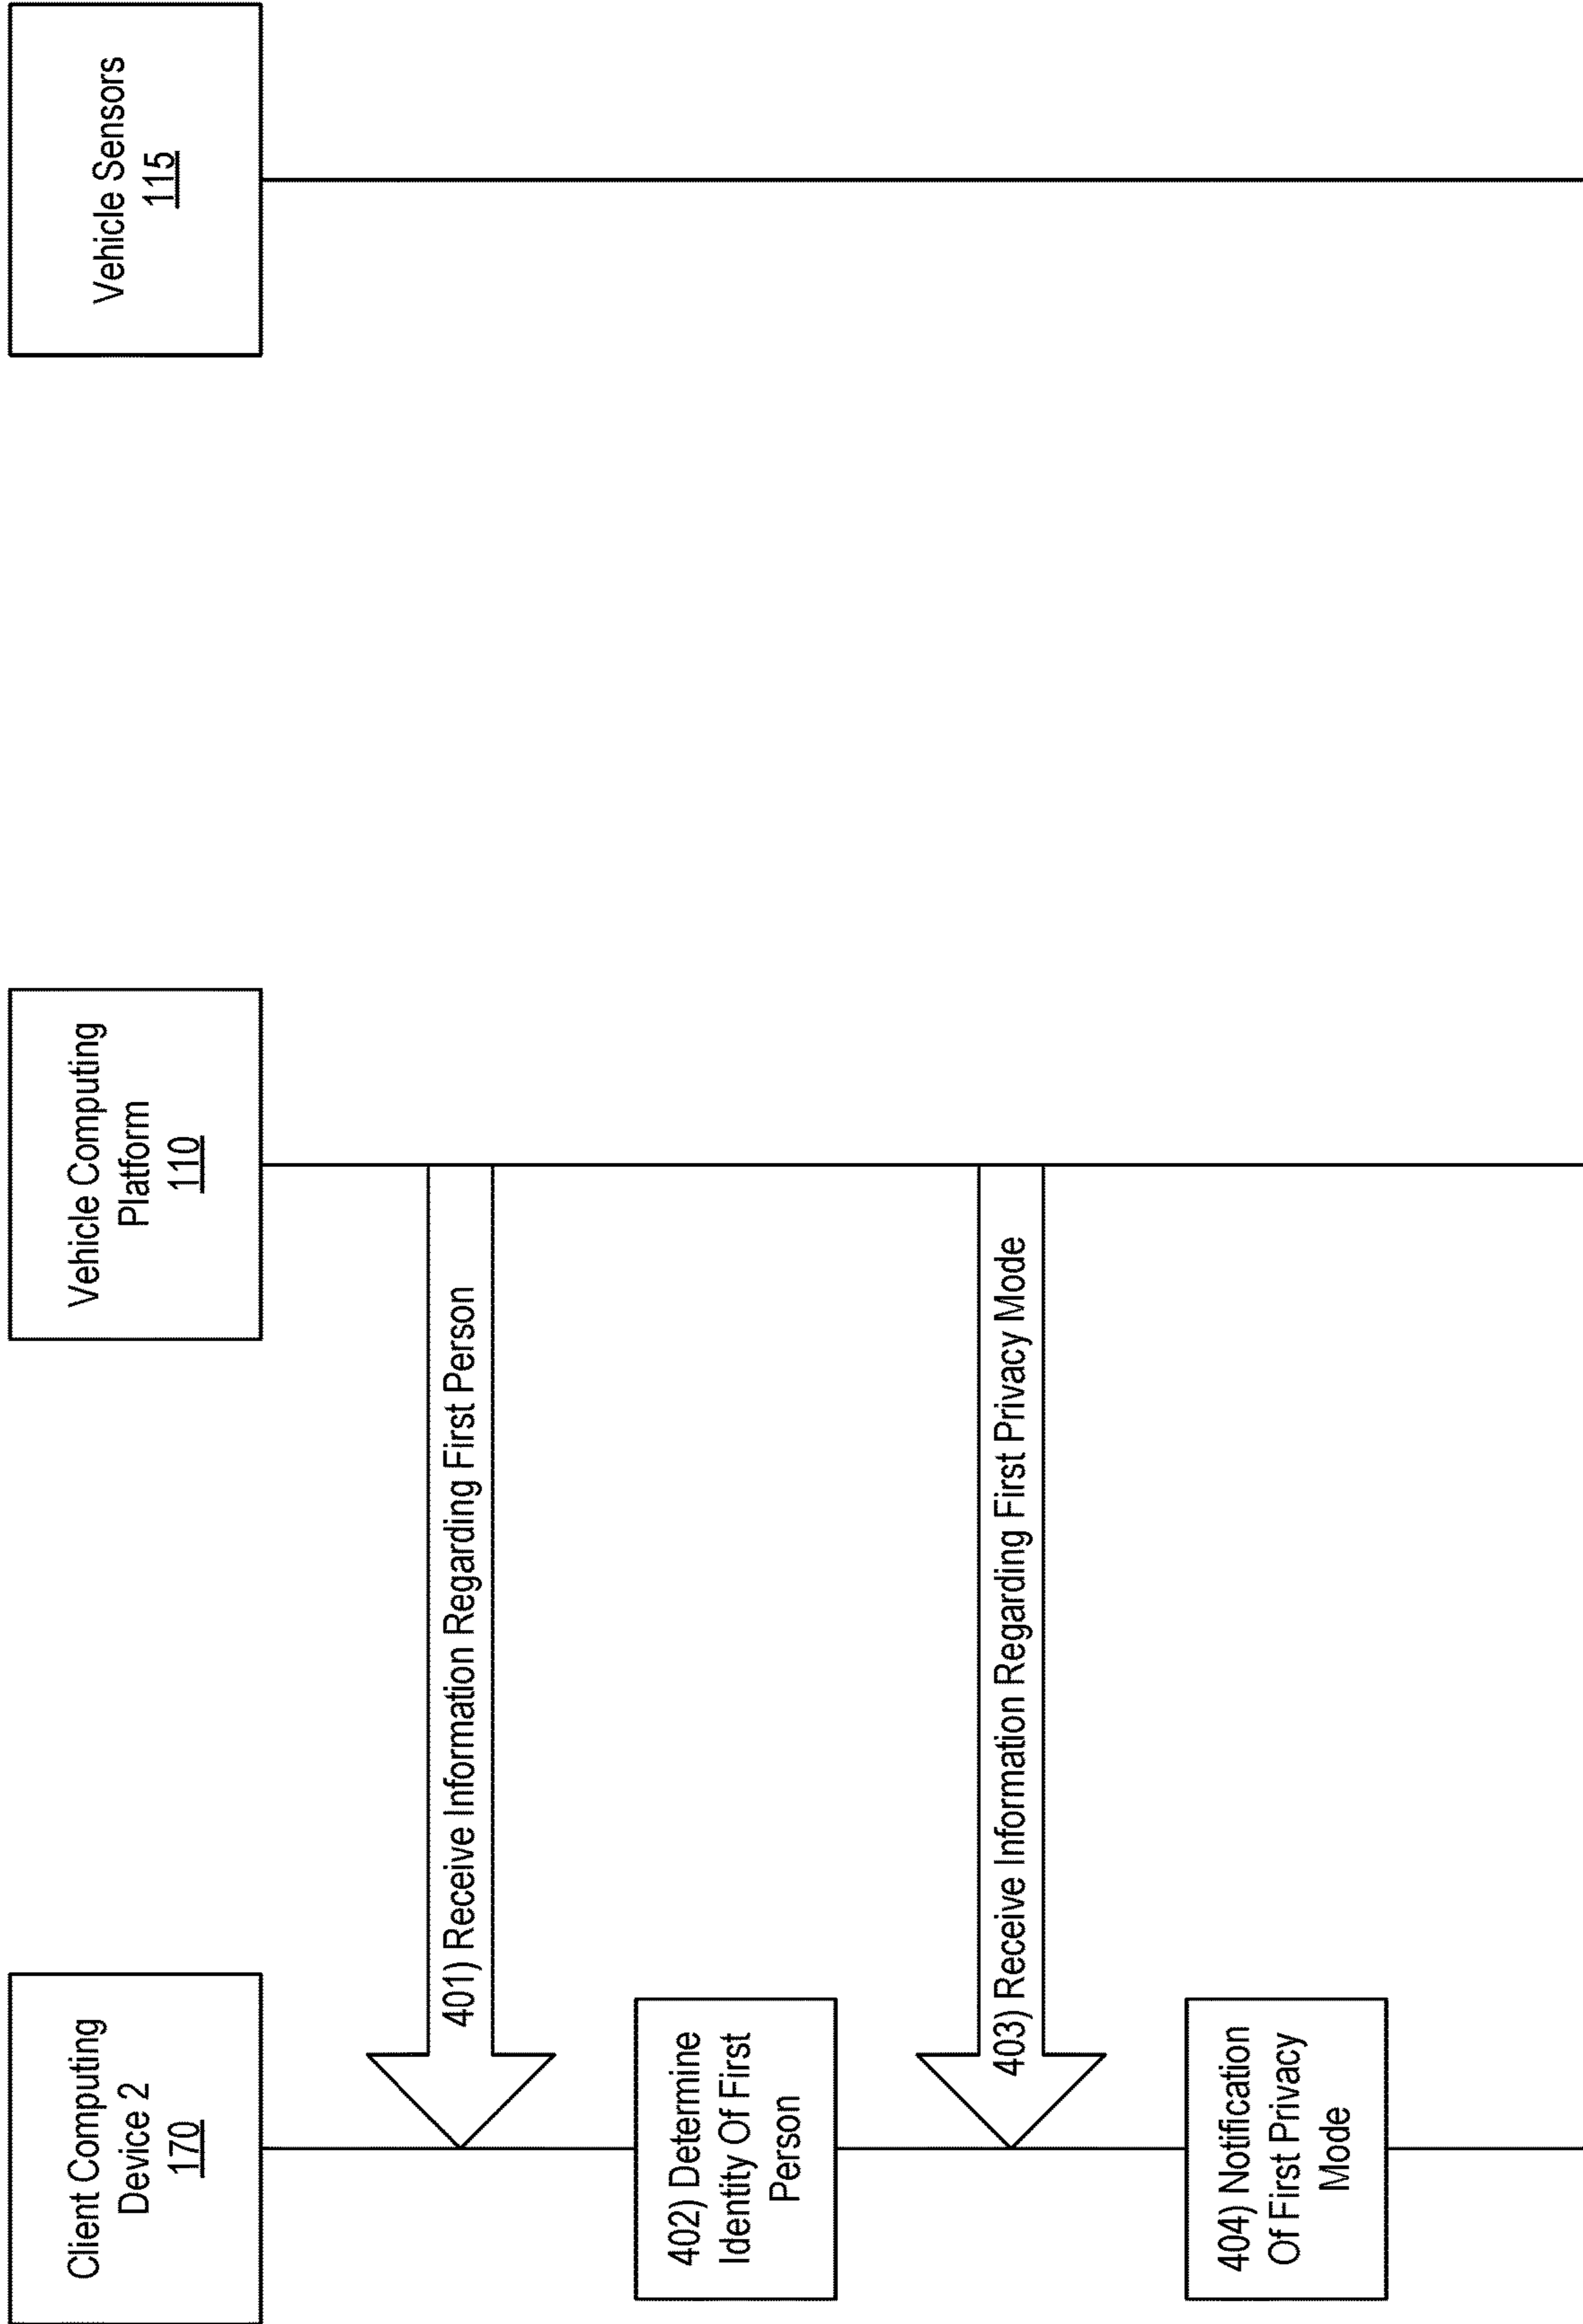 Client Computing
Device 2
170
Vehicle Computing
Platform
110
Vehicle Sensors
115
401) Receive Information Regarding First Person
402) Determine
Identity Of First
Person
403) Receive Information Regarding First Privacy Mode
404) Notification
Of First Privacy
Mode